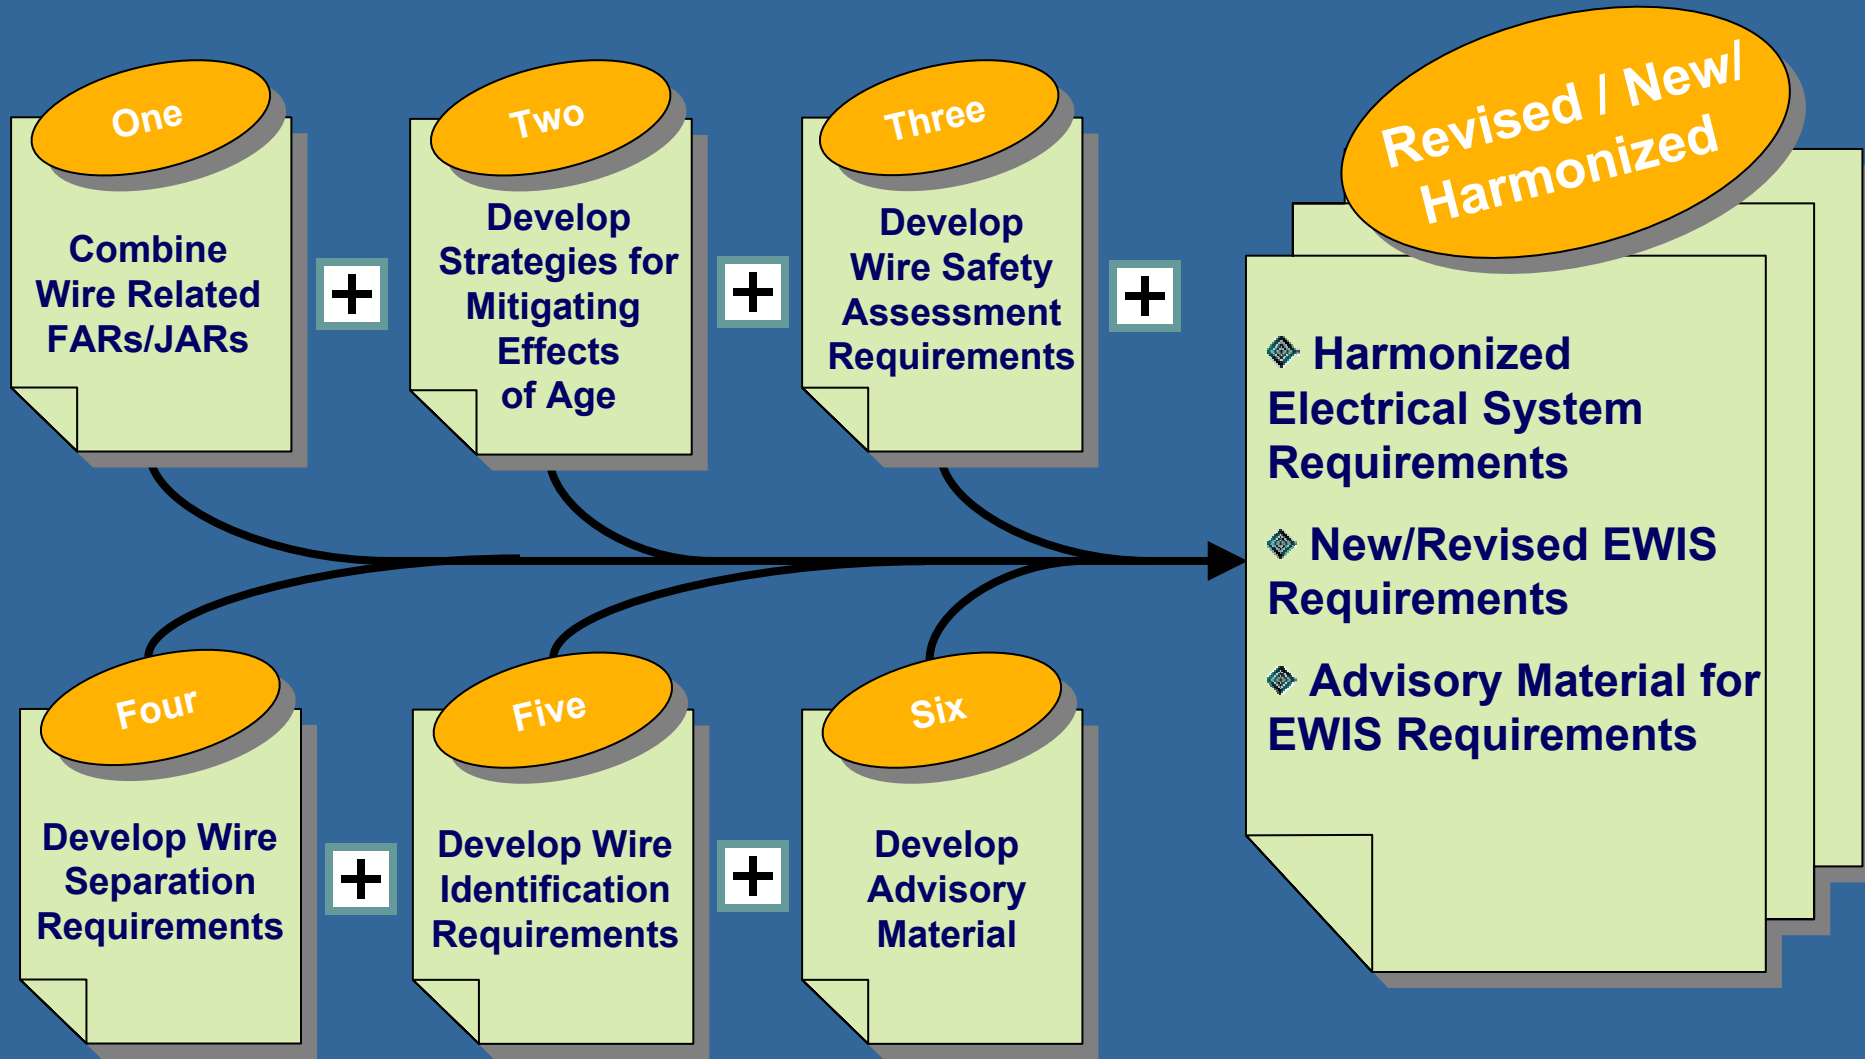 One
Combine
Wire Related
FARs/JARs
+
Two
Develop
Strategies for
Mitigating
Effects
of Age
+
Three
Develop
Wire Safety
Assessment
Requirements
+
Four
Develop Wire
Separation
Requirements
+
Five
Develop Wire
Identification
Requirements
+
Six
Develop
Advisory
Material
Revised / New/
Harmonized
Harmonized
Electrical System
Requirements
New/Revised EWIS
Requirements
Advisory Material for
EWIS Requirements